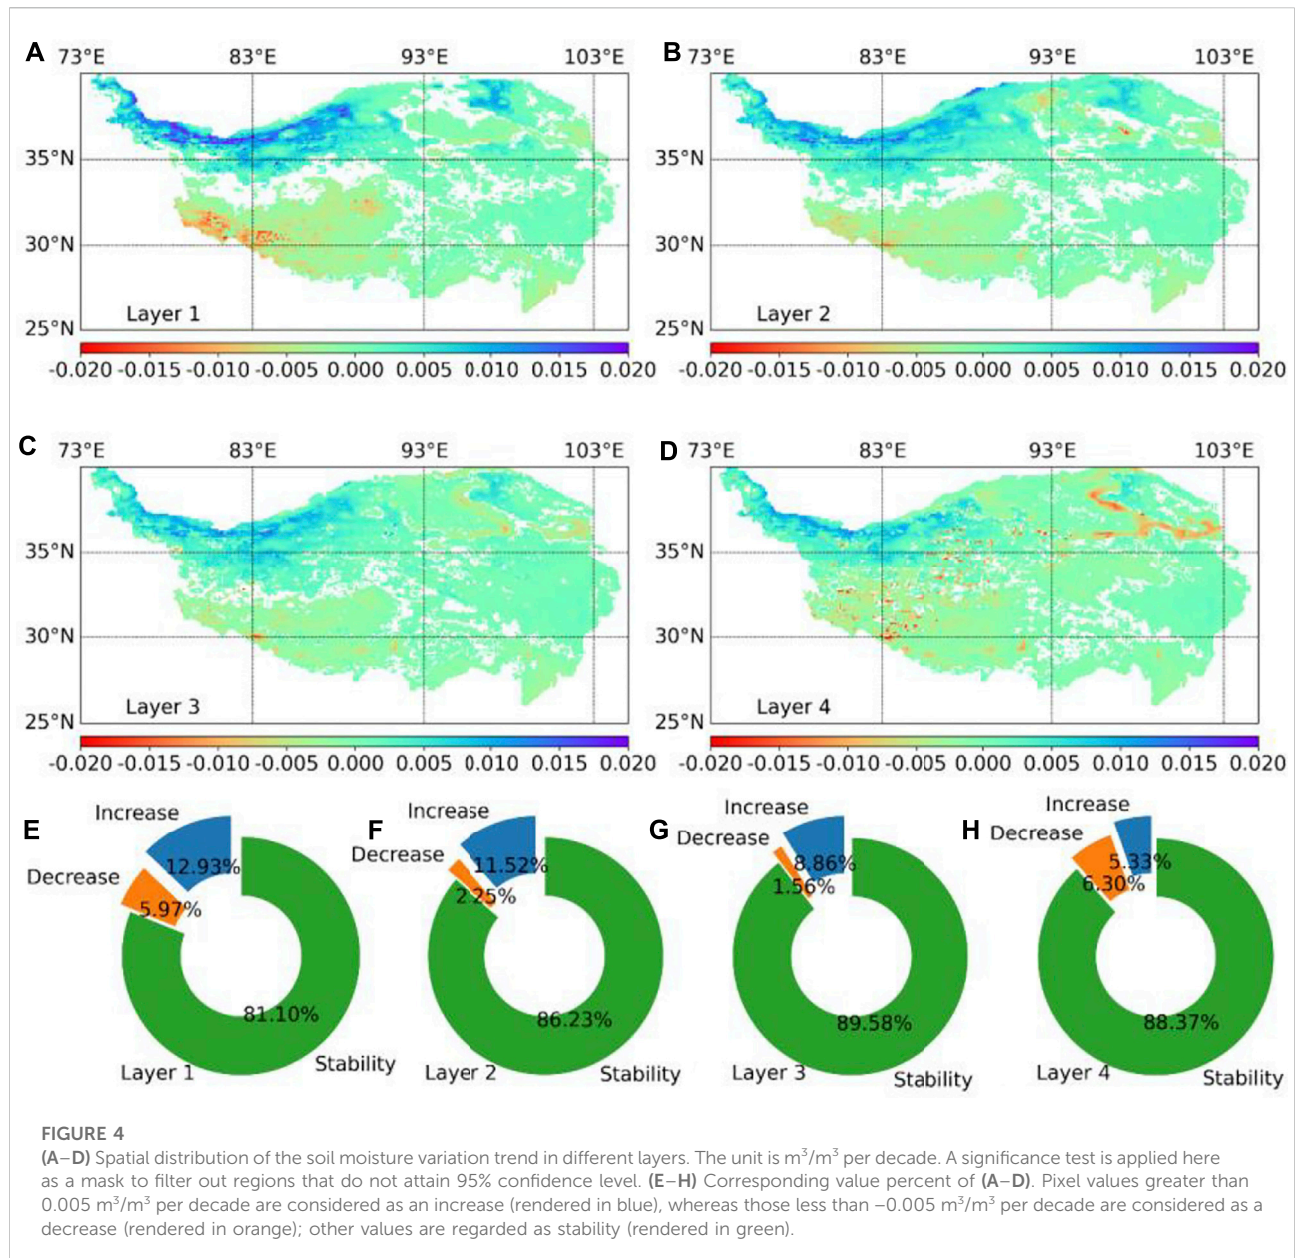 A
B
73°E 83°E 93°E 103°E 73°E 83°E 93°E 103°E
35°N 35°N
30°N 30°N
Layer 1 Layer 2
25°N 25°N
-0.020 -0.015 -0.010 -0.005 0.000 0.005 0.010 0.015 0.020 -0.020 -0.015 -0.010 -0.005 0.000 0.005 0.010 0.015 0.020
C
D
73°E 83°E 93°E 103°E 73°E 83°E 93°E 103°E
35°N 35°N
30°N 30°N
Layer 3 Layer 4
25°N 25°N
-0.020 -0.015 -0.010 -0.005 0.000 0.005 0.010 0.015 0.020 -0.020 -0.015 -0.010 -0.005 0.000 0.005 0.010 0.015 0.020
E
Increase
12.93%
Decrease
5.97%
81.10%
Layer 1
Stability
F
Increase
11.52%
Decrease
2.25%
86.23%
Layer 2
Stability
G
Increase
8.86%
Decrease
1.56%
89.58%
Layer 3
Stability
H
Increase
5.33%
Decrease
6.30%
88.37%
Layer 4
Stability
FIGURE 4
(A–D) Spatial distribution of the soil moisture variation trend in different layers. The unit is m³/m³ per decade. A significance test is applied here
as a mask to filter out regions that do not attain 95% confidence level. (E–H) Corresponding value percent of (A–D). Pixel values greater than
0.005 m³/m³ per decade are considered as an increase (rendered in blue), whereas those less than −0.005 m³/m³ per decade are considered as a
decrease (rendered in orange); other values are regarded as stability (rendered in green).